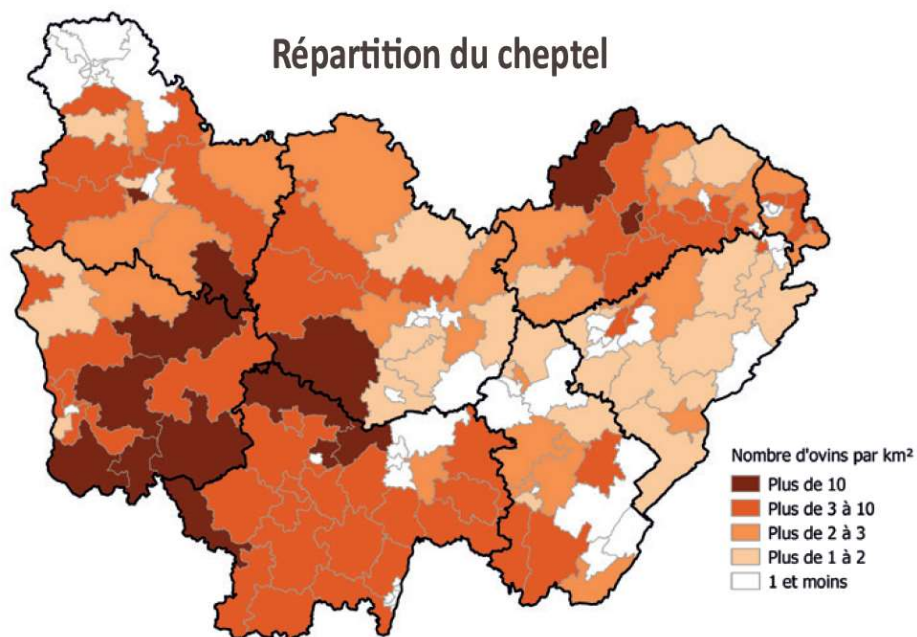 Répartition du cheptel
Nombre d'ovins par km²
Plus de 10
Plus de 3 à 10
Plus de 2 à 3
Plus de 1 à 2
1 et moins